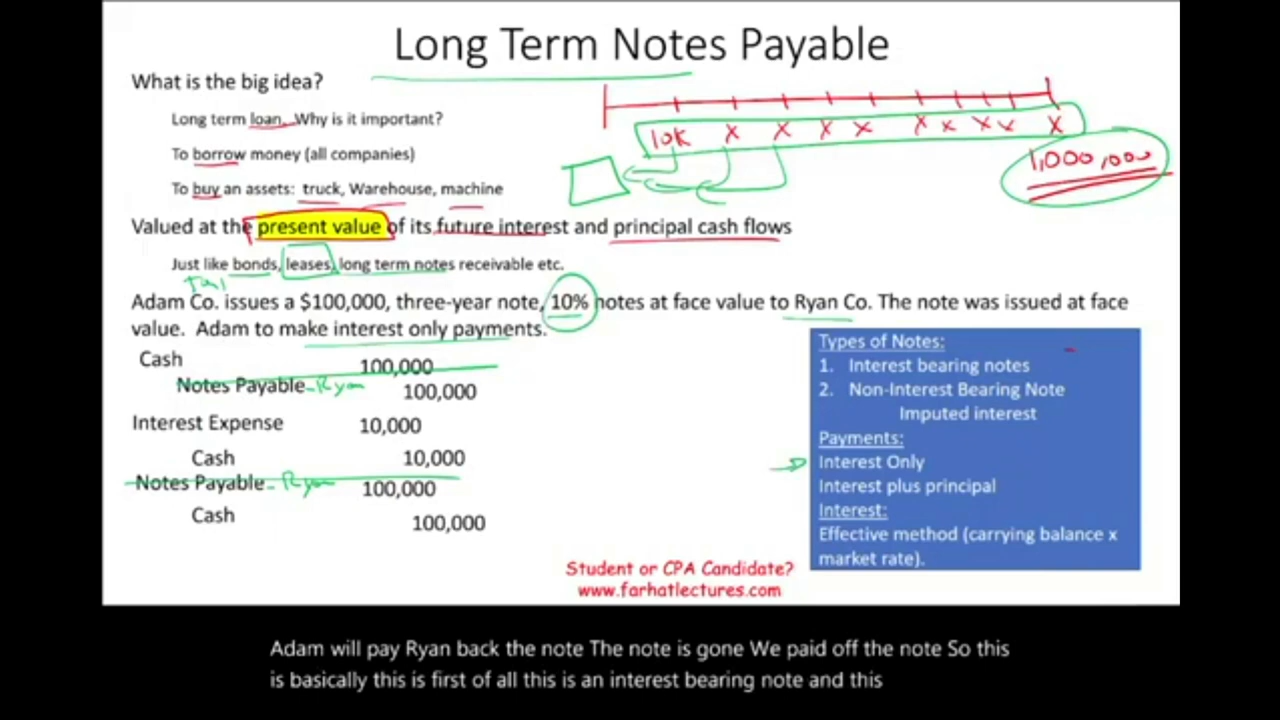 Long Term Notes Payable
What is the big idea?
Long term loan. Why is it important?
To borrow money (all companies)
To buy an assets: truck, Warehouse, machine
10K X X X X X X X X X
1,000,000
Valued at the present value of its future interest and principal cash flows
Just like bonds, leases, long term notes receivable etc.
Adam Co. issues a $100,000, three-year note, 10% notes at face value to Ryan Co. The note was issued at face
value. Adam to make interest only payments.
Cash 100,000
Notes Payable - Ryan 100,000
Interest Expense 10,000
Cash 10,000
Notes Payable - Ryan 100,000
Cash 100,000
Types of Notes:
1. Interest bearing notes
2. Non-Interest Bearing Note
Imputed interest
Payments:
Interest Only
Interest plus principal
Interest:
Effective method (carrying balance x
market rate).
Student or CPA Candidate?
www.farhatlectures.com
Adam will pay Ryan back the note The note is gone We paid off the note So this
is basically this is first of all this is an interest bearing note and this